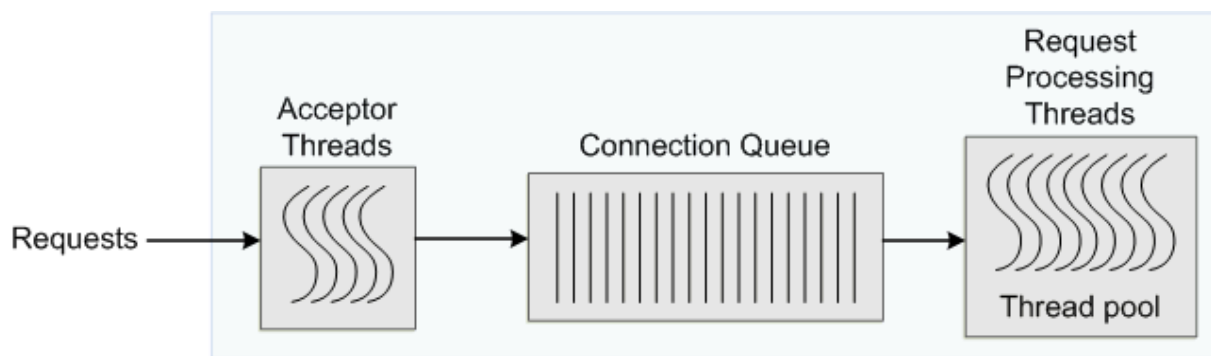 Requests
Acceptor
Threads
Connection Queue
Request
Processing
Threads
Thread pool